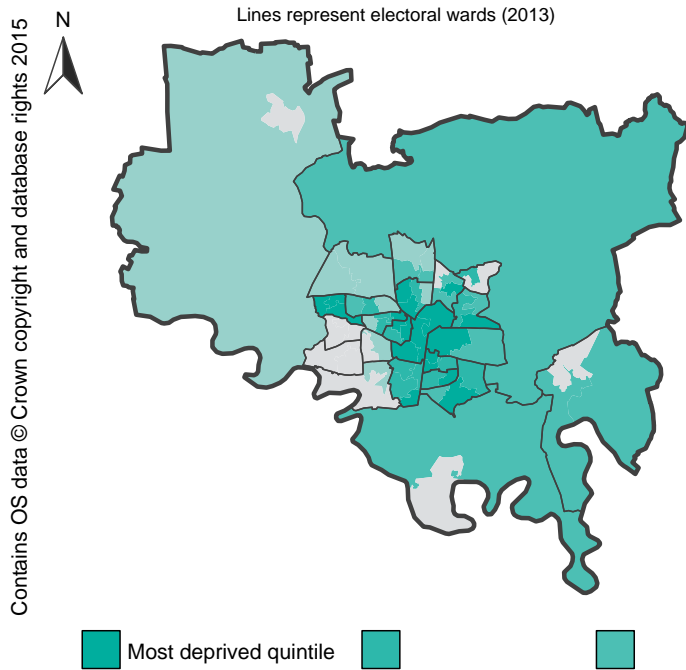 Lines represent electoral wards (2013)
N
Contains OS data © Crown copyright and database rights 2015
Most deprived quintile